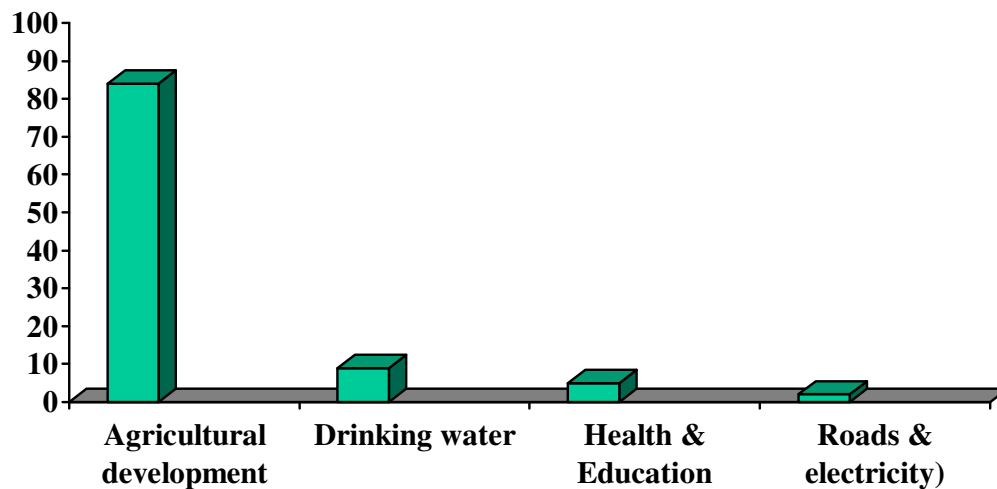 100
90
80
70
60
50
40
30
20
10
0
Agricultural
development
Drinking water
Health &
Education
Roads &
electricity)